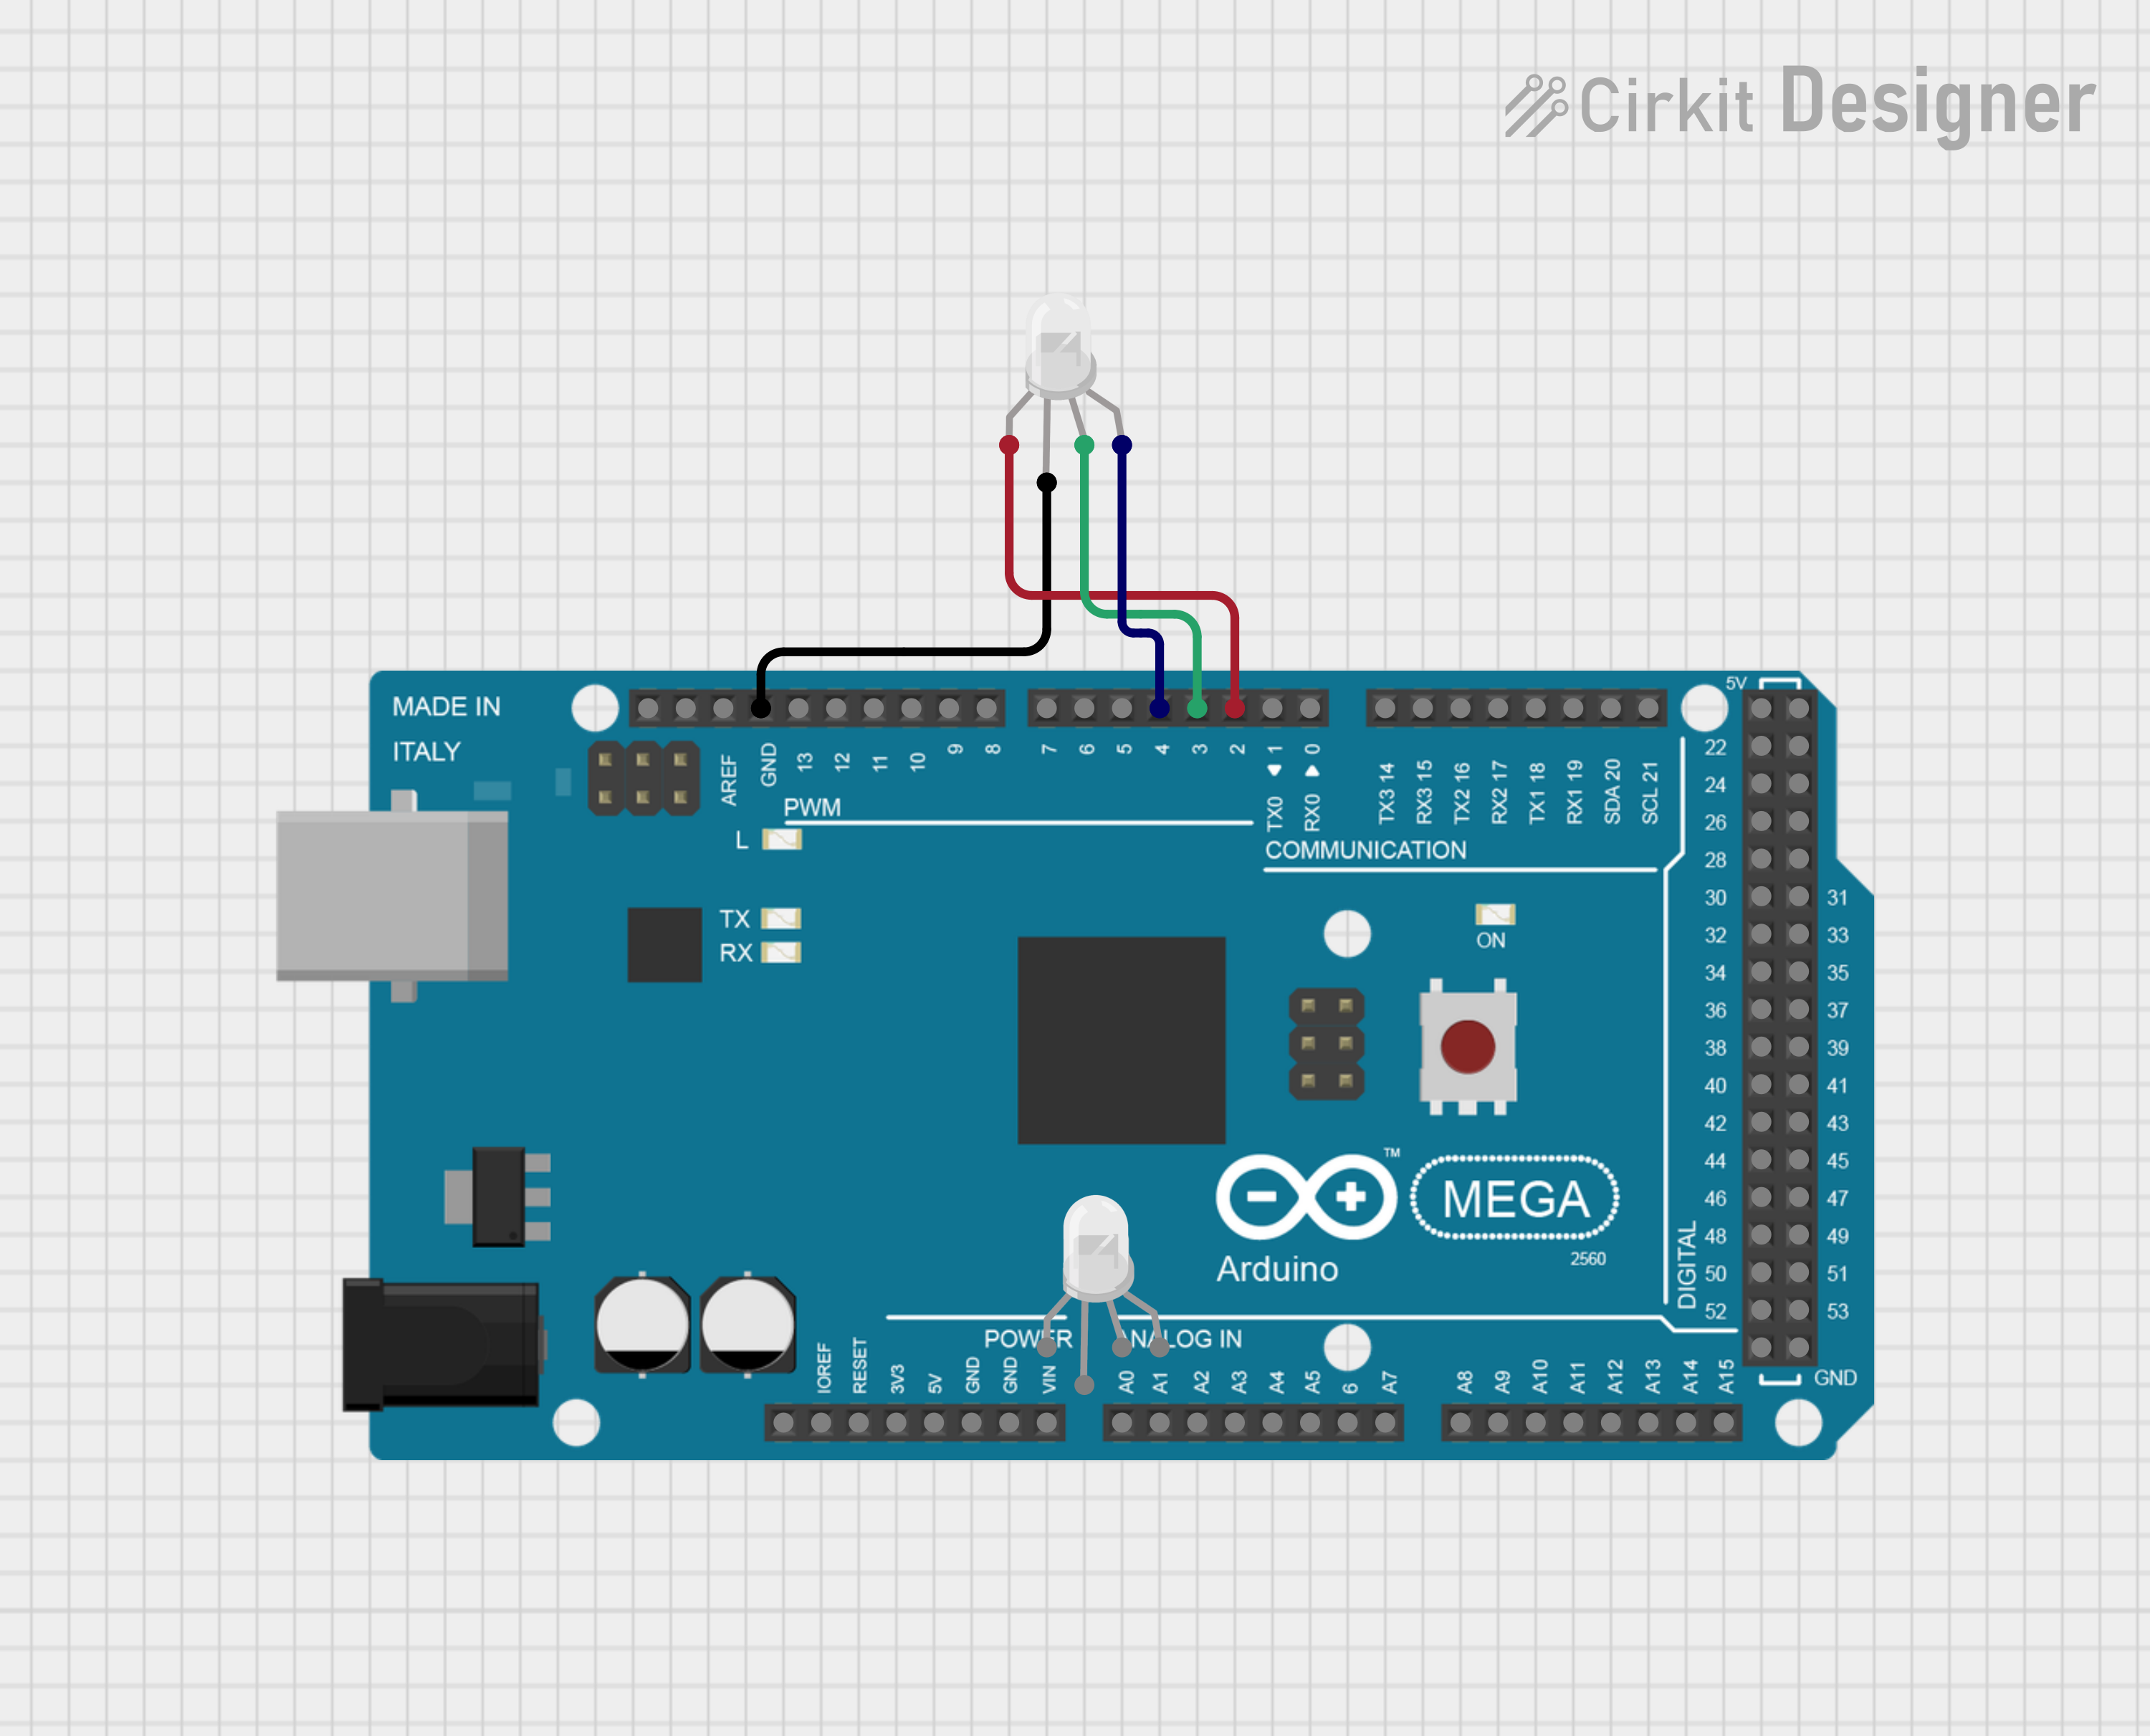 Cirkit Designer
MADE IN
ITALY
AREF
GND
13
12
11
10
9
8
7
6
5
4
3
2
1
0
TX0
RX0
TX3 14
RX3 15
TX2 16
RX2 17
TX1 18
RX1 19
SDA 20
SCL 21
5V
PWM
L
COMMUNICATION
TX
RX
ON
22
24
26
28
30 31
32 33
34 35
36 37
38 39
40 41
42 43
44 45
46 47
48 49
50 51
52 53
DIGITAL
GND
TM
MEGA
2560
Arduino
POWER
ANALOG IN
IOREF
RESET
3V3
5V
GND
GND
VIN
A0
A1
A2
A3
A4
A5
6
A7
A8
A9
A10
A11
A12
A13
A14
A15